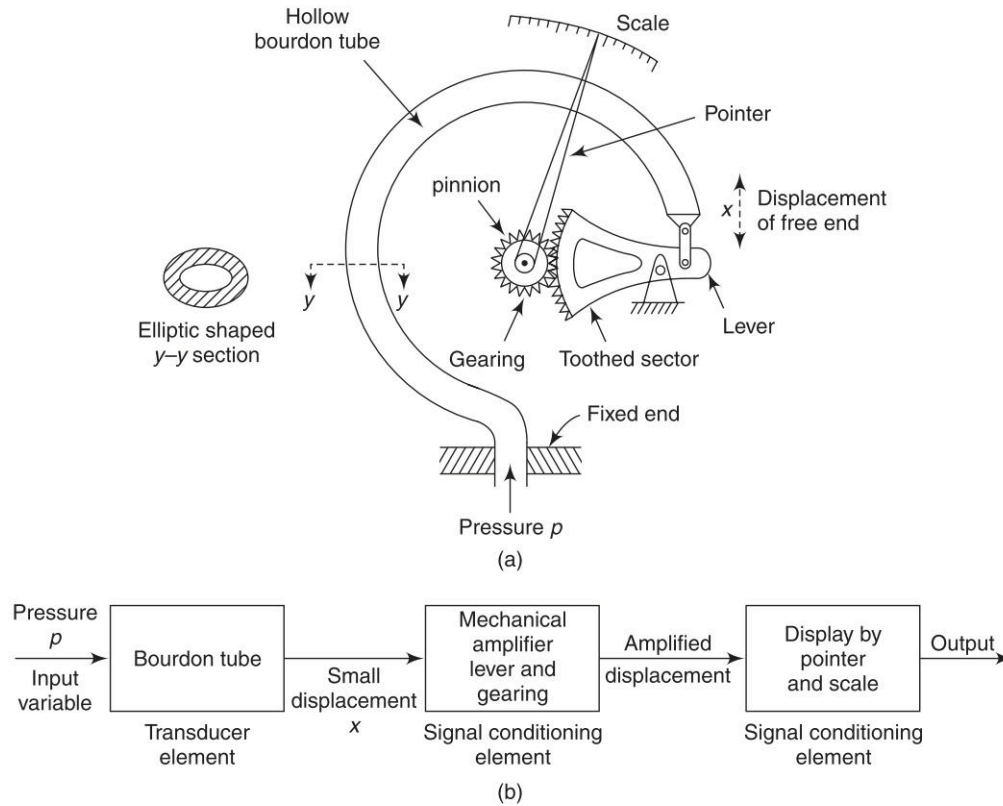 Hollow
bourdon tube
Scale
Pointer
pinnion
x
Displacement
of free end
y
y
Elliptic shaped
y–y section
Gearing
Toothed sector
Lever
Fixed end
Pressure p
(a)
Pressure
p
Input
variable
Bourdon tube
Transducer
element
Small
displacement
x
Mechanical
amplifier
lever and
gearing
Signal conditioning
element
Amplified
displacement
Display by
pointer
and scale
Signal conditioning
element
Output
(b)